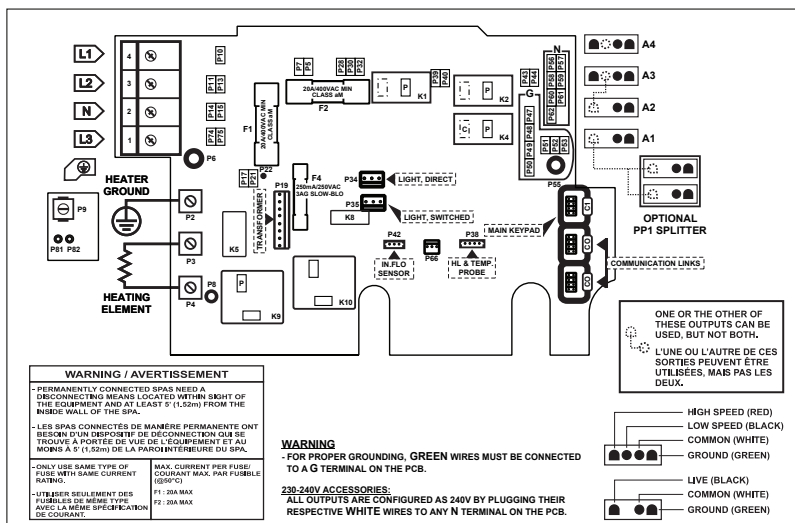 L1
L2
N
L3
4
3
2
1
P10
P11
P13
P14
P15
P74
P75
P6
P7
P5
P28
P30
P32
20A/400VAC MIN
CLASS aM
F2
F1
20A/400VAC MIN
CLASS aM
P
K1
P39
P40
P
K2
C
P
K4
P43
P44
N
P56
P57
P58
P59
P60
P61
P62
G
P47
P48
P49
P50
P51
P52
P53
P55
A4
A3
A2
A1
OPTIONAL
PP1 SPLITTER
HEATER
GROUND
P9
P81
P82
P2
P3
P4
P8
HEATING
ELEMENT
P17
P21
P22
P19
TRANSFORMER
F4
250mA/250VAC
3AG SLOW-BLO
P34
LIGHT, DIRECT
P35
LIGHT, SWITCHED
K8
K5
P
K9
K10
P42
IN.FLO
SENSOR
P66
P38
HL & TEMP.
PROBE
MAIN KEYPAD
C1
CO
CO
COMMUNICATION LINKS
ONE OR THE OTHER OF
THESE OUTPUTS CAN BE
USED, BUT NOT BOTH.
L'UNE OU L'AUTRE DE CES
SORTIES PEUVENT ÊTRE
UTILISÉES, MAIS PAS LES
DEUX.
WARNING / AVERTISSEMENT
- PERMANENTLY CONNECTED SPAS NEED A
DISCONNECTING MEANS LOCATED WITHIN SIGHT OF
THE EQUIPMENT AND AT LEAST 5' (1.52m) FROM THE
INSIDE WALL OF THE SPA.
- LES SPAS CONNECTÉS DE MANIÈRE PERMANENTE ONT
BESOIN D'UN DISPOSITIF DE DÉCONNECTION QUI SE
TROUVE À PORTÉE DE VUE DE L'ÉQUIPEMENT ET AU
MOINS À 5' (1,52m) DE LA PAROI INTÉRIEURE DU SPA.
- ONLY USE SAME TYPE OF
FUSE WITH SAME CURRENT
RATING.
- UTILISER SEULEMENT DES
FUSIBLES DE MÊME TYPE
AVEC LA MÊME SPÉCIFICATION
DE COURANT.
MAX. CURRENT PER FUSE/
COURANT MAX. PAR FUSIBLE
(@50°C)
F1 : 20A MAX
F2 : 20A MAX
WARNING
- FOR PROPER GROUNDING, GREEN WIRES MUST BE CONNECTED
TO A G TERMINAL ON THE PCB.
230-240V ACCESSORIES:
ALL OUTPUTS ARE CONFIGURED AS 240V BY PLUGGING THEIR
RESPECTIVE WHITE WIRES TO ANY N TERMINAL ON THE PCB.
HIGH SPEED (RED)
LOW SPEED (BLACK)
COMMON (WHITE)
GROUND (GREEN)
LIVE (BLACK)
COMMON (WHITE)
GROUND (GREEN)